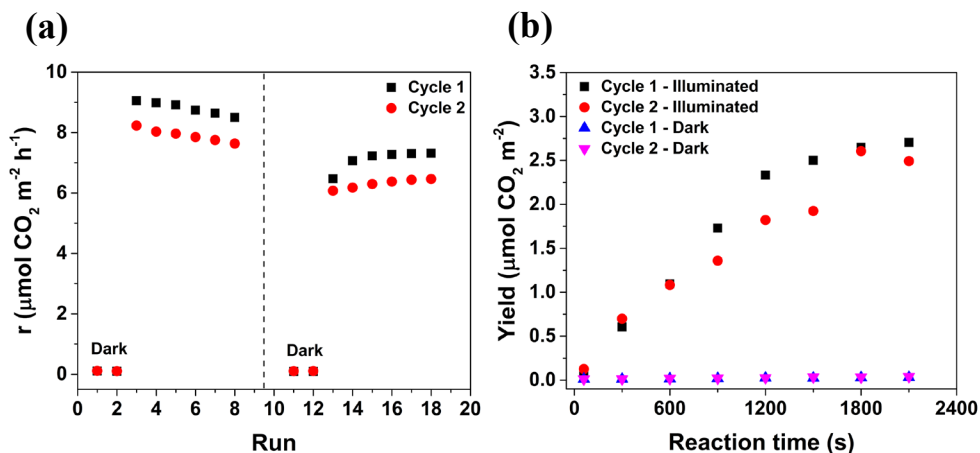 (a)
10
8
6
4
2
0
r (μmol CO₂ m⁻² h⁻¹)
Cycle 1
Cycle 2
Dark
Dark
0 2 4 6 8 10 12 14 16 18 20
Run
(b)
3.5
3.0
2.5
2.0
1.5
1.0
0.5
0.0
Yield (μmol CO₂ m⁻²)
Cycle 1 - Illuminated
Cycle 2 - Illuminated
Cycle 1 - Dark
Cycle 2 - Dark
0 600 1200 1800 2400
Reaction time (s)